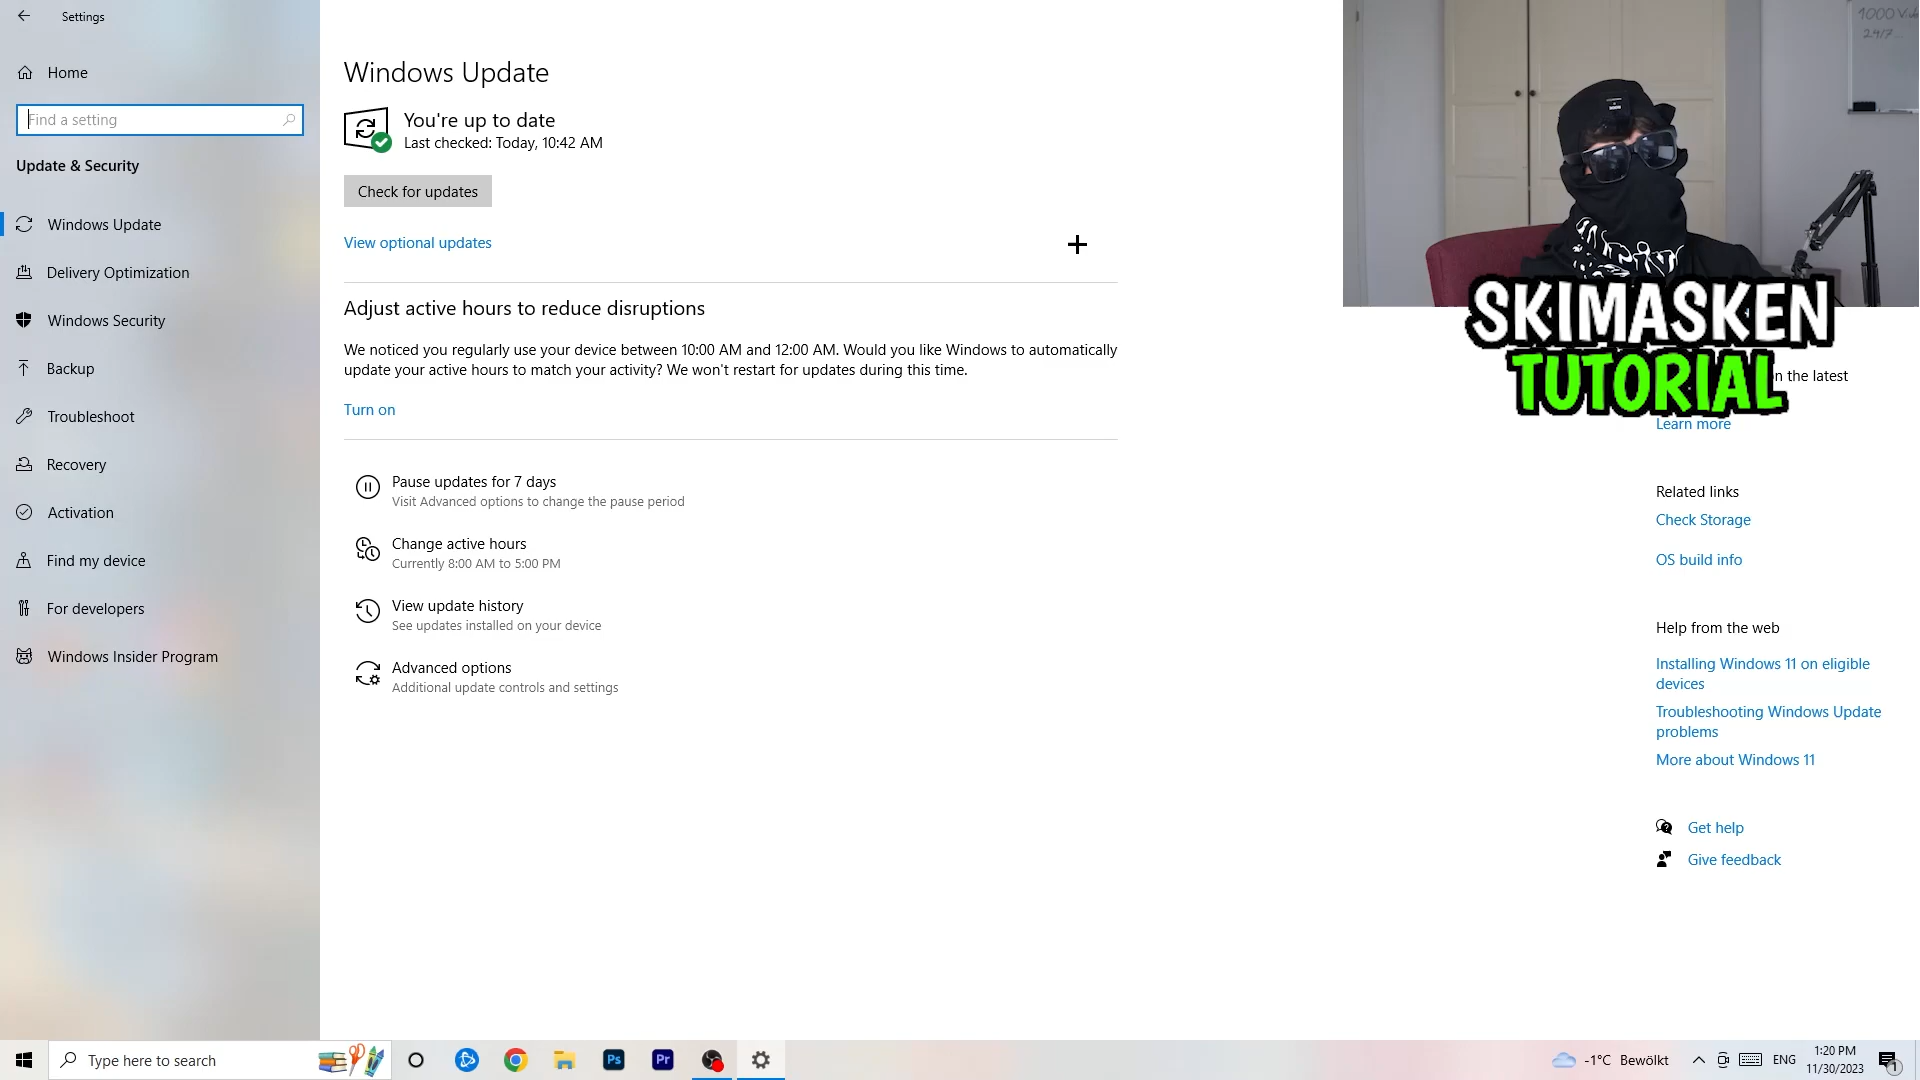 Settings
Home
Find a setting
Update & Security
Windows Update
Delivery Optimization
Windows Security
Backup
Troubleshoot
Recovery
Activation
Find my device
For developers
Windows Insider Program
Windows Update
You're up to date
Last checked: Today, 10:42 AM
Check for updates
View optional updates
Adjust active hours to reduce disruptions
We noticed you regularly use your device between 10:00 AM and 12:00 AM. Would you like Windows to automatically
update your active hours to match your activity? We won't restart for updates during this time.
Turn on
Pause updates for 7 days
Visit Advanced options to change the pause period
Change active hours
Currently 8:00 AM to 5:00 PM
View update history
See updates installed on your device
Advanced options
Additional update controls and settings
1000
24/7
SKIMASKEN
TUTORIAL
on the latest
Learn more
Related links
Check Storage
OS build info
Help from the web
Installing Windows 11 on eligible
devices
Troubleshooting Windows Update
problems
More about Windows 11
Get help
Give feedback
Type here to search
Ps
Pr
-1°C Bewölkt
ENG
1:20 PM
11/30/2023
1